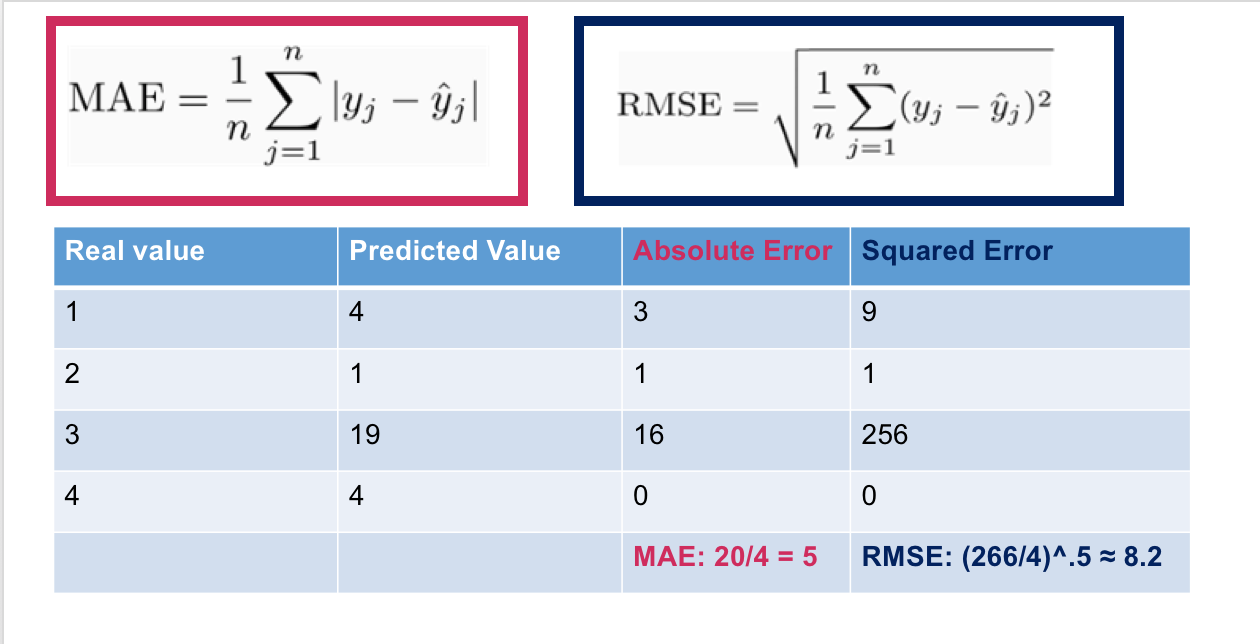 MAE = \frac{1}{n} \sum_{j=1}^{n} |y_j - \hat{y}_j|
RMSE = \sqrt{\frac{1}{n} \sum_{j=1}^{n} (y_j - \hat{y}_j)^2}
Real value Predicted Value Absolute Error Squared Error
1 4 3 9
2 1 1 1
3 19 16 256
4 4 0 0
MAE: 20/4 = 5 RMSE: (266/4)^.5 ≈ 8.2